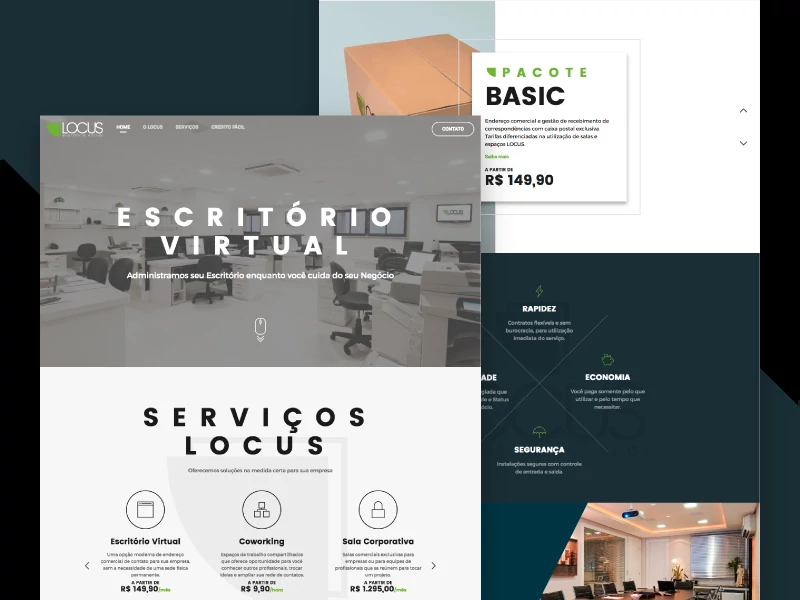 LOCUS
HOME
O LOCUS
SERVIÇOS
CRÉDITO FÁCIL
CONTATO
ESCRITÓRIO
VIRTUAL
Administramos seu Escritório enquanto você cuida do seu Negócio
SERVIÇOS
LOCUS
Oferecemos soluções na medida certa para sua empresa
Escritório Virtual
Uma opção moderna de endereço
comercial de contato para sua empresa,
sem a necessidade de uma sede física
permanente.
A PARTIR DE
R$ 149,90/mês
Coworking
Espaços de trabalho compartilhados
que oferece oportunidade para você
conhecer outros profissionais, trocar
ideias e ampliar sua rede de contatos.
A PARTIR DE
R$ 9,90/hora
Sala Corporativa
Salas comerciais exclusivas para
empresas ou para equipes de
profissionais que se reúnem para tocar
um projeto.
A PARTIR DE
R$ 1.295,00/mês
PACOTE
BASIC
Endereço comercial e gestão de recebimento de
correspondências com caixa postal exclusiva.
Tarifas diferenciadas na utilização de salas e
espaços LOCUS.
Saiba mais
A PARTIR DE
R$ 149,90
RAPIDEZ
Contratos flexíveis e sem
burocracia, para utilização
imediata do serviço.
ADE
giada que
de e Status
ócio.
ECONOMIA
Você paga somente pelo que
utilizar e pelo tempo que
necessitar.
SEGURANÇA
Instalações seguras com controle
de entrada e saída.